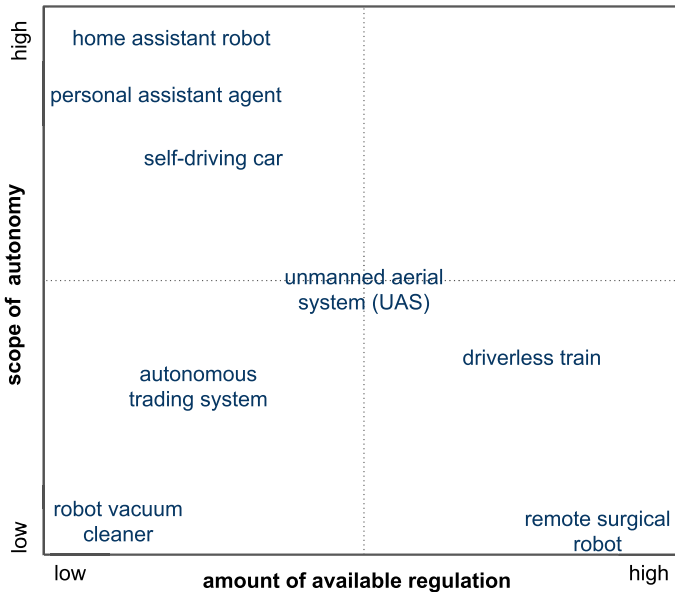 high
home assistant robot
personal assistant agent
self-driving car
scope of autonomy
unmanned aerial
system (UAS)
driverless train
autonomous
trading system
robot vacuum
cleaner
remote surgical
robot
low
low
amount of available regulation
high